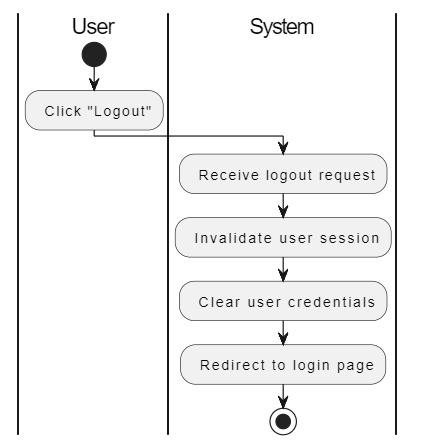 User
System
Click "Logout"
Receive logout request
Invalidate user session
Clear user credentials
Redirect to login page